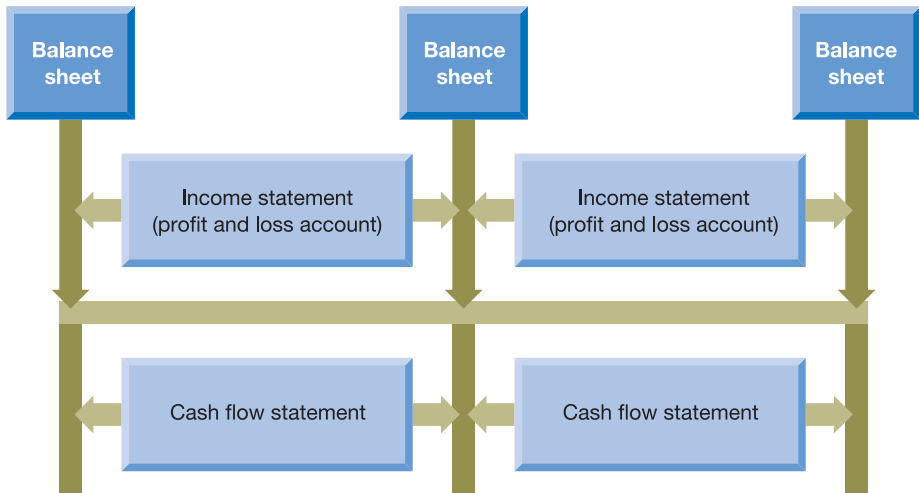 Balance
sheet
Balance
sheet
Balance
sheet
Income statement
(profit and loss account)
Income statement
(profit and loss account)
Cash flow statement
Cash flow statement